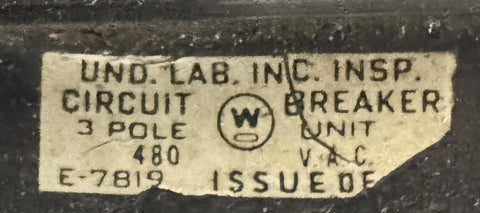 UND. LAB. INC. INSP.
CIRCUIT W BREAKER
3 POLE UNIT
480 V A C
E-7819 ISSUE